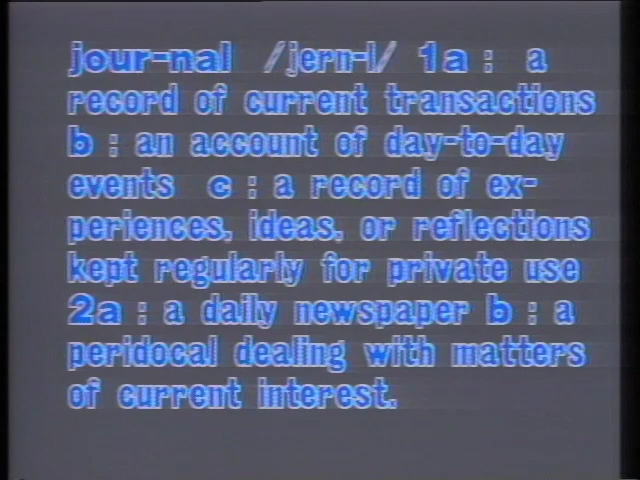 jour-nal /jern-l/ 1a : a
record of current transactions
b : an account of day-to-day
events c : a record of ex-
periences, ideas, or reflections
kept regularly for private use
2a : a daily newspaper b : a
peridocal dealing with matters
of current interest.